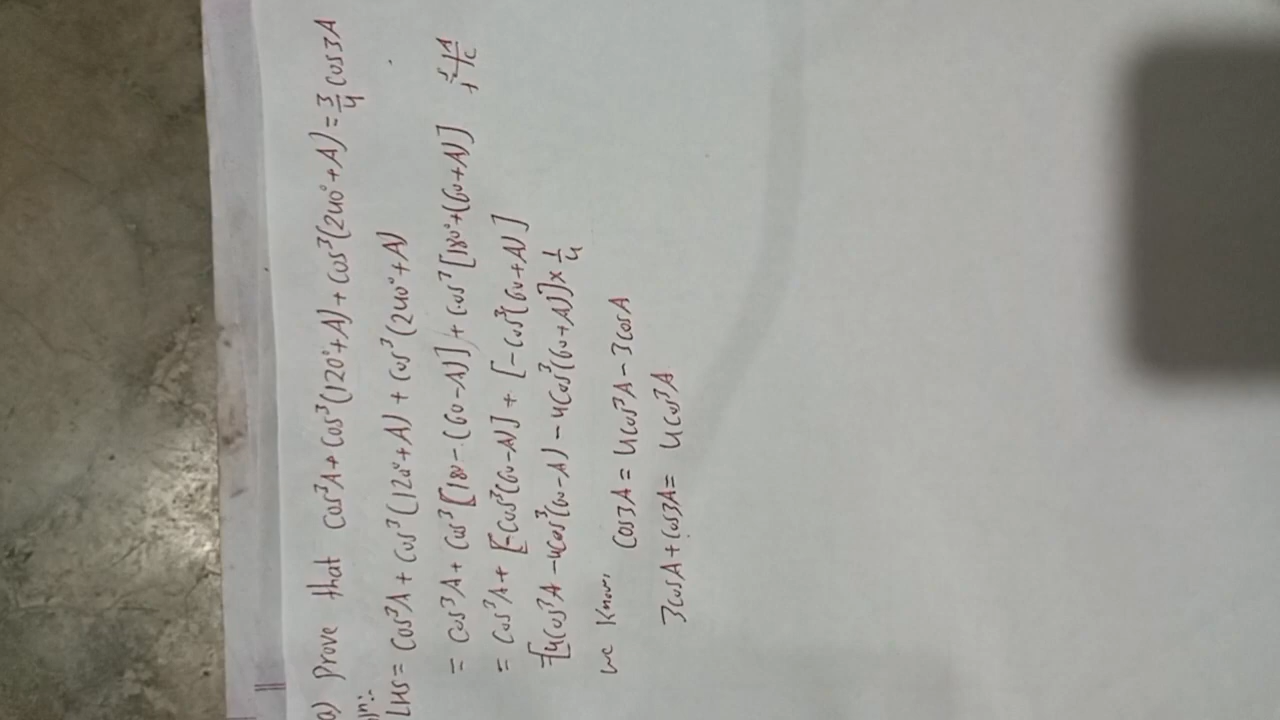 a) Prove that cos³A + cos³(120°+A) + cos³(240°+A) = 3/4 cos3A
LHS = cos³A + cos³(120°+A) + cos³(240°+A)
= cos³A + cos³[180-(60-A)] + cos³[180°+(60+A)]
= cos³A + [-cos³(60-A)] + [-cos³(60+A)]
=[4cos³A -4cos³(60-A) - 4cos³(60+A)]×1/4
we know, cos3A = 4cos³A - 3cosA
3cosA+cos3A= 4cos³A